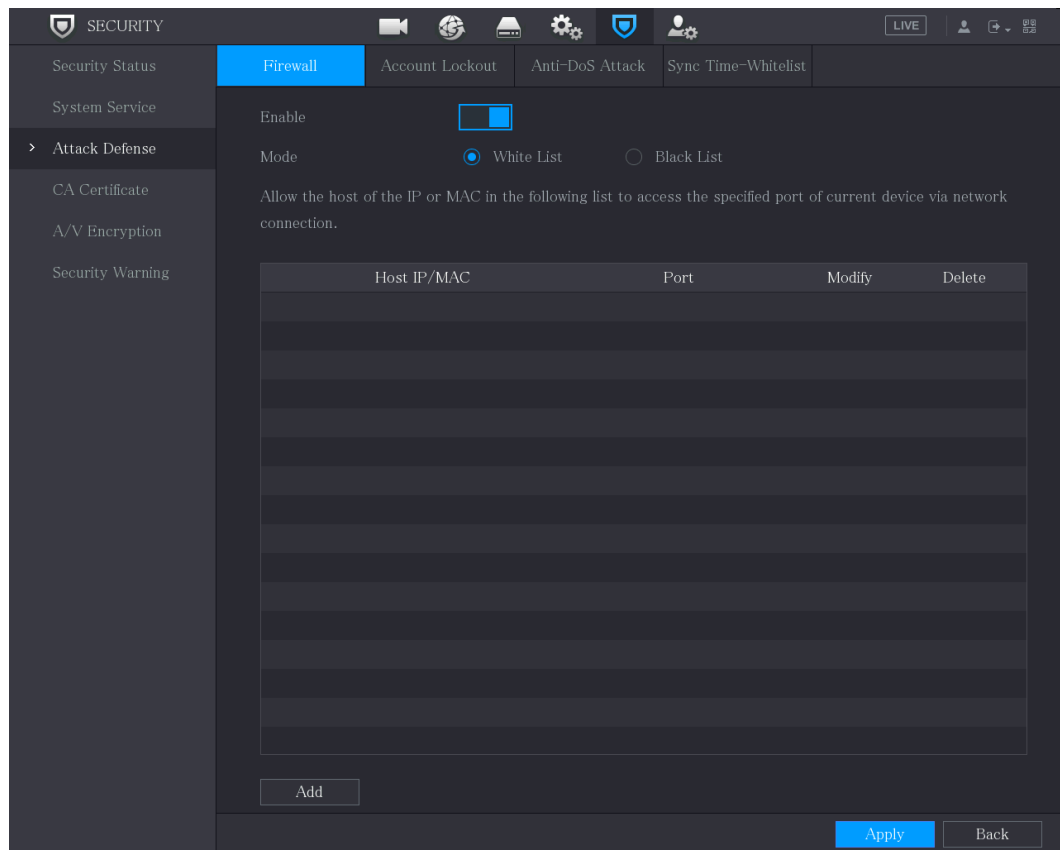 SECURITY
LIVE
Security Status
System Service
Attack Defense
CA Certificate
A/V Encryption
Security Warning
Firewall Account Lockout Anti-DoS Attack Sync Time-Whitelist
Enable
Mode White List Black List
Allow the host of the IP or MAC in the following list to access the specified port of current device via network
connection.
Host IP/MAC Port Modify Delete
Add
Apply Back